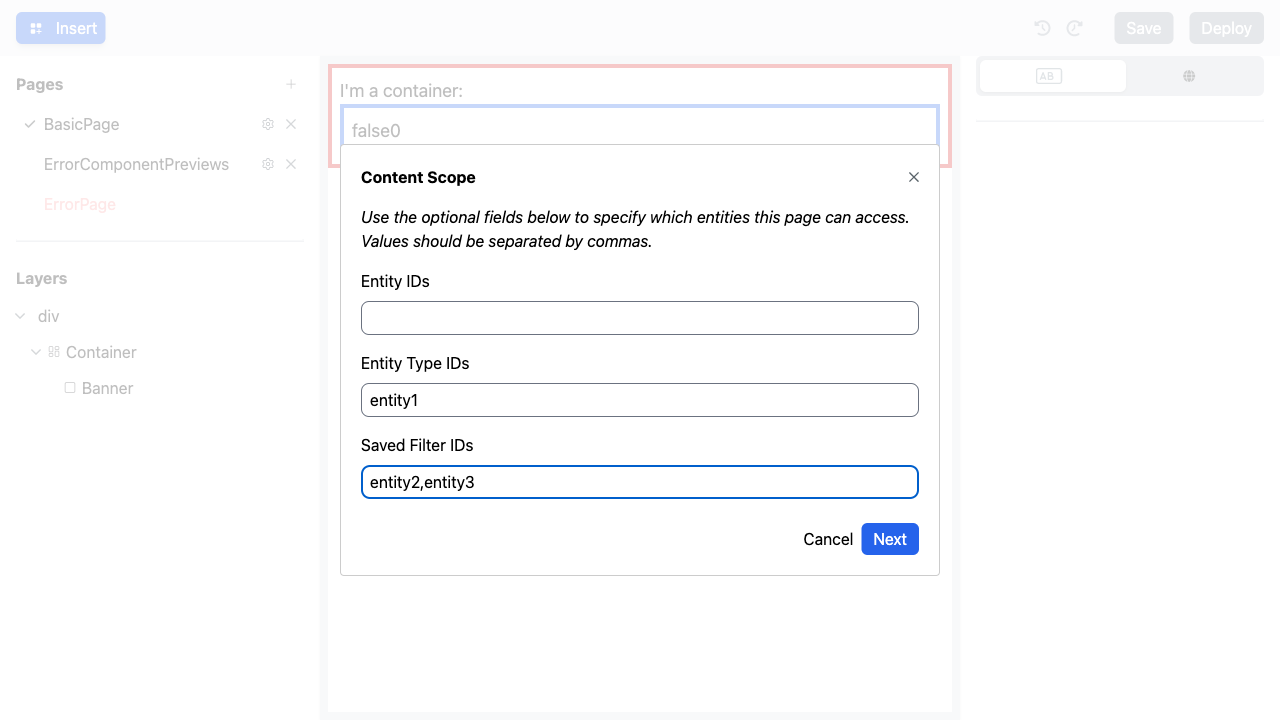 Insert
Save
Deploy
Pages
BasicPage
ErrorComponentPreviews
ErrorPage
Layers
div
Container
Banner
I'm a container:
false0
AB
Content Scope
Use the optional fields below to specify which entities this page can access.
Values should be separated by commas.
Entity IDs
Entity Type IDs
entity1
Saved Filter IDs
entity2,entity3
Cancel
Next